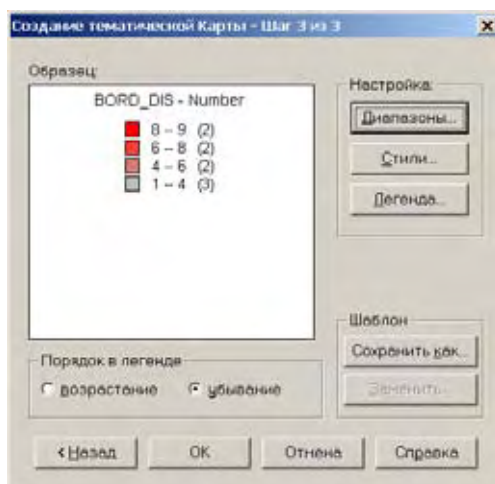 Создание тематической Карты - Шаг 3 из 3
Образец:
BORD_DIS - Number
8 - 9 (2)
6 - 8 (2)
4 - 6 (2)
1 - 4 (3)
Порядок в легенде
возрастание
убывание
Настройка:
Диапазоны...
Стили...
Легенда...
Шаблон
Сохранить как...
Заменить...
< Назад
OK
Отмена
Справка